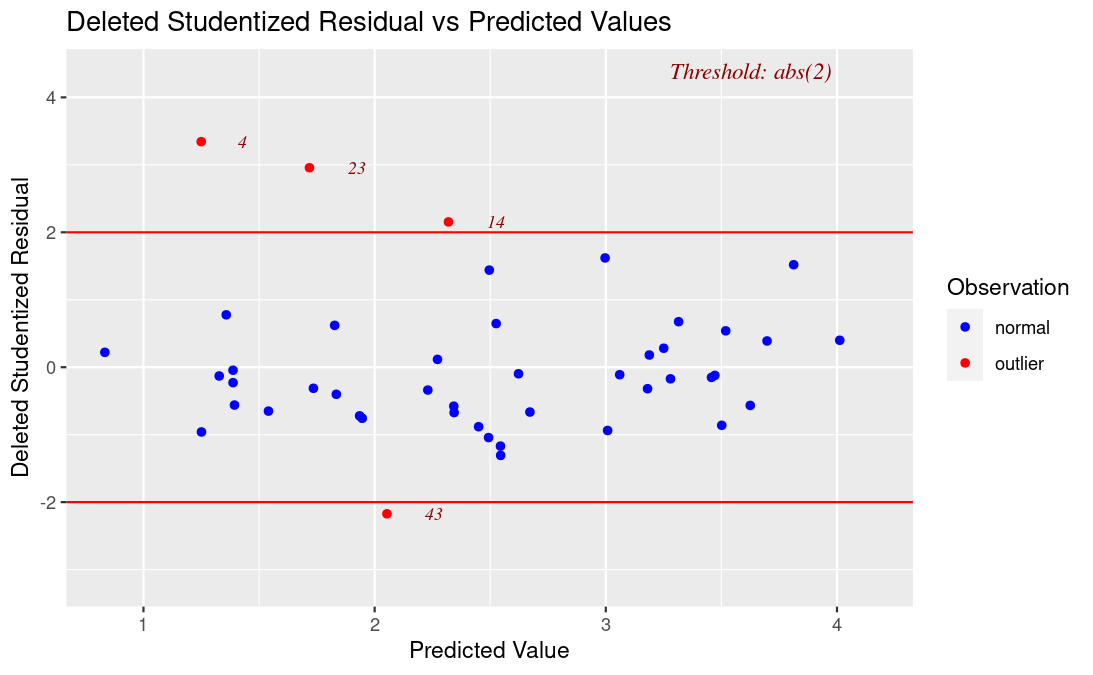 Deleted Studentized Residual vs Predicted Values
Threshold: abs(2)
4
2
0
-2
Deleted Studentized Residual
4
23
14
43
1
2
3
4
Predicted Value
Observation
normal
outlier